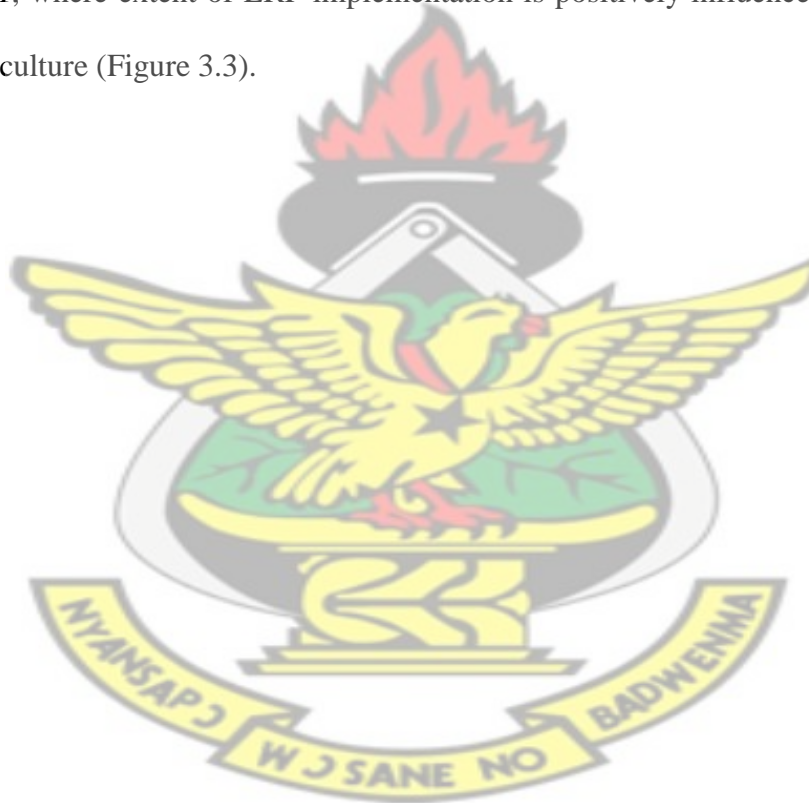 where extent of ERP implementation is positively influence
culture (Figure 3.3).
NYANSAPƆ
WƆSANE NO
BADWENMA